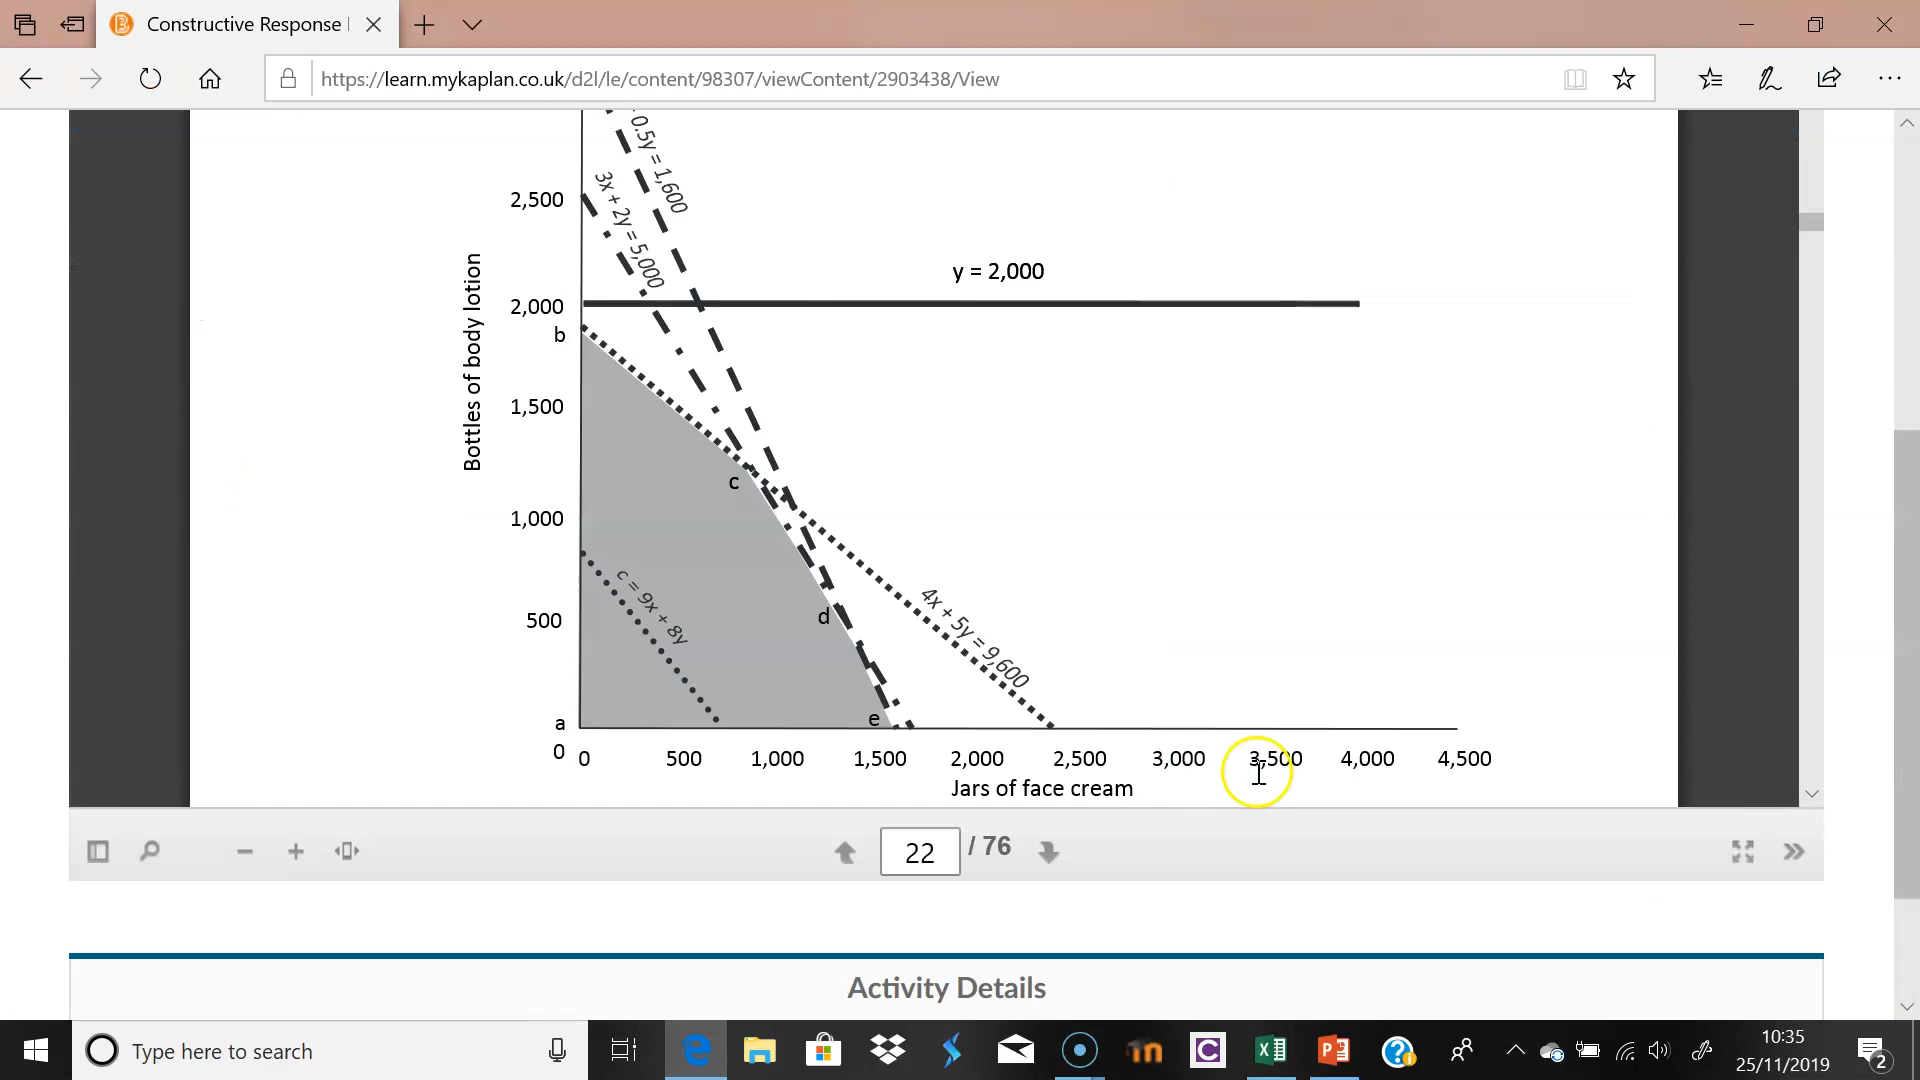 Constructive Response
https://learn.mykaplan.co.uk/d2l/le/content/98307/viewContent/2903438/View
0.5y = 1,600
3x + 2y = 5,000
2,500
y = 2,000
2,000
b
Bottles of body lotion
1,500
c
1,000
c = 9x + 8y
500
d
4x + 5y = 9,600
a
e
0
0 500 1,000 1,500 2,000 2,500 3,000 3,500 4,000 4,500
Jars of face cream
22 / 76
Activity Details
Type here to search
10:35
25/11/2019
2